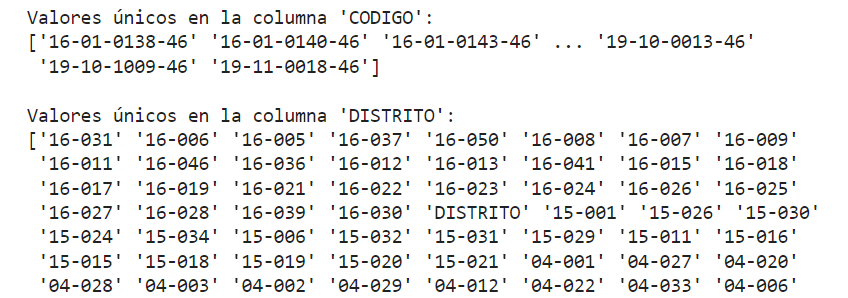 Valores únicos en la columna 'CODIGO':
['16-01-0138-46' '16-01-0140-46' '16-01-0143-46' ... '19-10-0013-46'
'19-10-1009-46' '19-11-0018-46']
Valores únicos en la columna 'DISTRITO':
['16-031' '16-006' '16-005' '16-037' '16-050' '16-008' '16-007' '16-009'
'16-011' '16-046' '16-036' '16-012' '16-013' '16-041' '16-015' '16-018'
'16-017' '16-019' '16-021' '16-022' '16-023' '16-024' '16-026' '16-025'
'16-027' '16-028' '16-039' '16-030' 'DISTRITO' '15-001' '15-026' '15-030'
'15-024' '15-034' '15-006' '15-032' '15-031' '15-029' '15-011' '15-016'
'15-015' '15-018' '15-019' '15-020' '15-021' '04-001' '04-027' '04-020'
'04-028' '04-003' '04-002' '04-029' '04-012' '04-022' '04-033' '04-006'